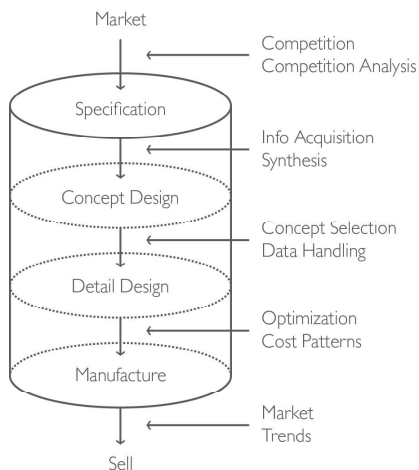 Market
Competition
Competition Analysis
Specification
Info Acquisition
Synthesis
Concept Design
Concept Selection
Data Handling
Detail Design
Optimization
Cost Patterns
Manufacture
Market
Trends
Sell